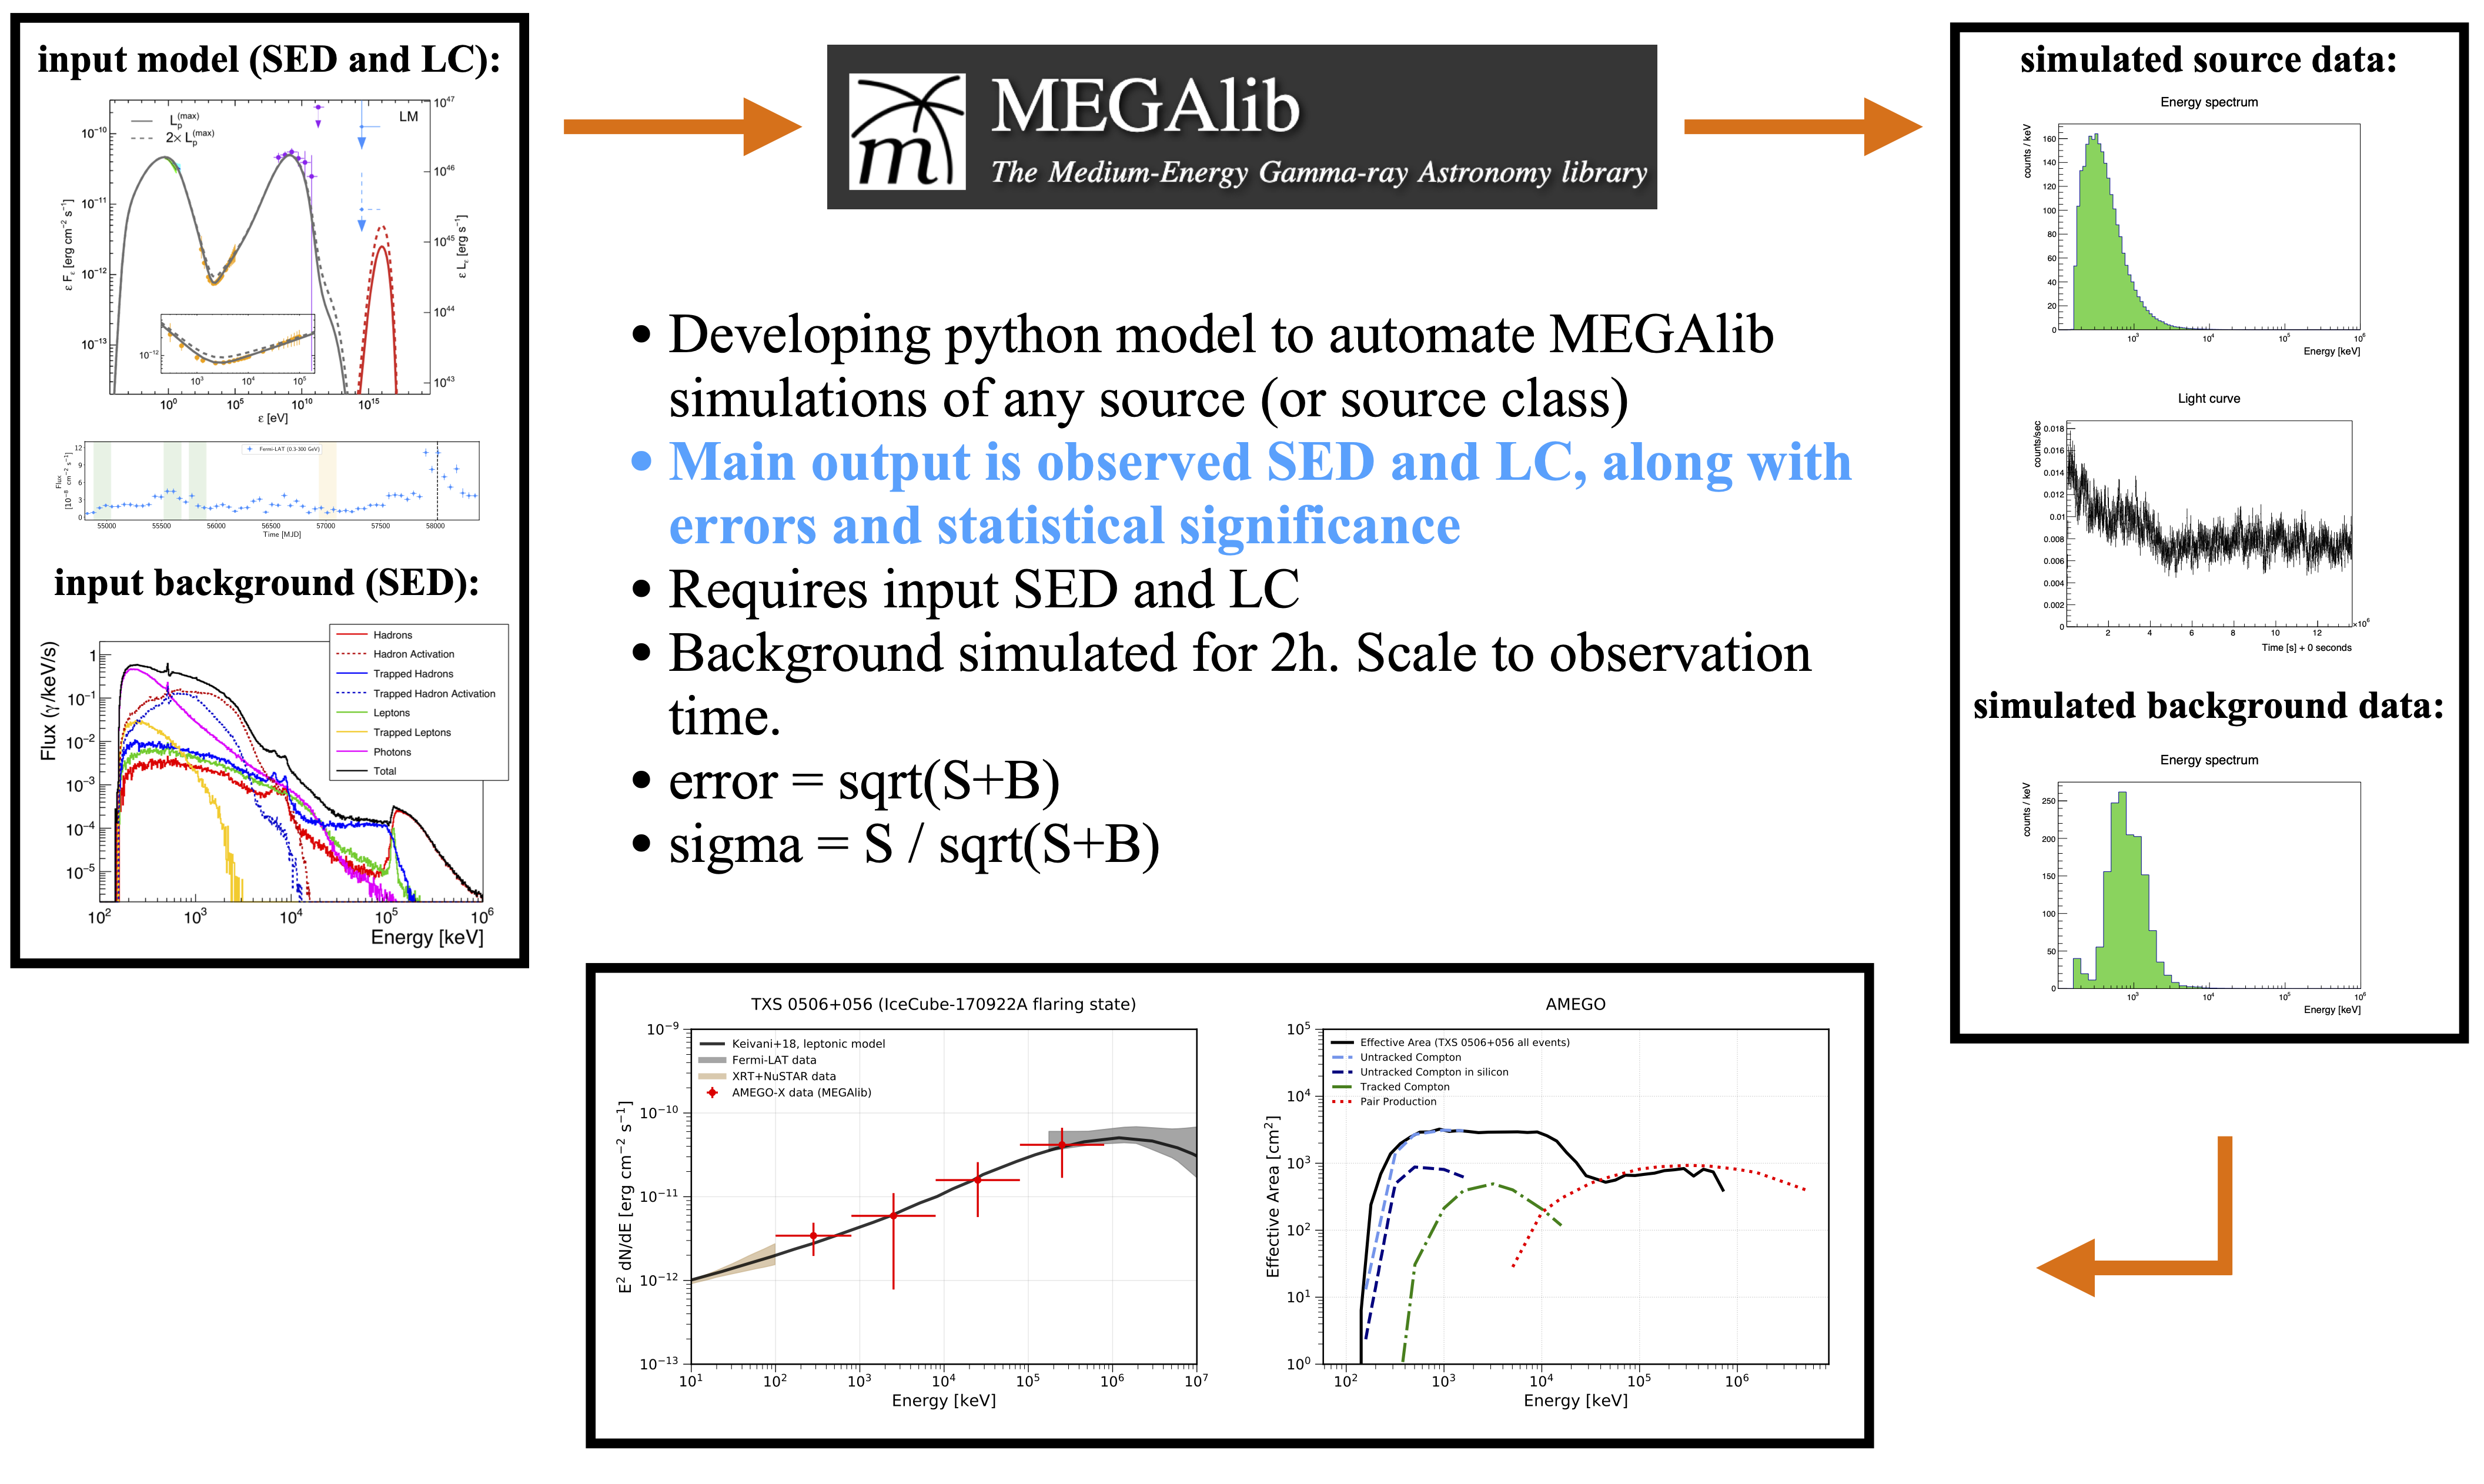 input model (SED and LC):
L_p^(max)
2× L_p^(max)
LM
10^-10
10^-11
10^-12
10^-13
ε F_ε [erg cm^-2 s^-1]
10^47
10^46
10^45
10^44
10^43
ε L_ε [erg s^-1]
10^-12
10^3 10^4 10^5
10^0 10^5 10^10 10^15
ε [eV]
Fermi-LAT (0.3-300 GeV)
Flux
[10^-8 cm^-2 s^-1]
12
9
6
3
0
55000 55500 56000 56500 57000 57500 58000
Time [MJD]
input background (SED):
Hadrons
Hadron Activation
Trapped Hadrons
Trapped Hadron Activation
Leptons
Trapped Leptons
Photons
Total
Flux (γ/keV/s)
1
10^-1
10^-2
10^-3
10^-4
10^-5
10^2 10^3 10^4 10^5 10^6
Energy [keV]
m
MEGAlib
The Medium-Energy Gamma-ray Astronomy library
• Developing python model to automate MEGAlib
simulations of any source (or source class)
• Main output is observed SED and LC, along with
errors and statistical significance
• Requires input SED and LC
• Background simulated for 2h. Scale to observation
time.
• error = sqrt(S+B)
• sigma = S / sqrt(S+B)
simulated source data:
Energy spectrum
counts / keV
160
140
120
100
80
60
40
20
0
10^3 10^4 10^5 10^6
Energy [keV]
Light curve
counts/sec
0.018
0.016
0.014
0.012
0.01
0.008
0.006
0.004
0.002
0
2 4 6 8 10 12
×10^6
Time [s] + 0 seconds
simulated background data:
Energy spectrum
counts / keV
250
200
150
100
50
0
10^3 10^4 10^5 10^6
Energy [keV]
TXS 0506+056 (IceCube-170922A flaring state)
Keivani+18, leptonic model
Fermi-LAT data
XRT+NuSTAR data
AMEGO-X data (MEGAlib)
E^2 dN/dE [erg cm^-2 s^-1]
10^-9
10^-10
10^-11
10^-12
10^-13
10^1 10^2 10^3 10^4 10^5 10^6 10^7
Energy [keV]
AMEGO
Effective Area (TXS 0506+056 all events)
Untracked Compton
Untracked Compton in silicon
Tracked Compton
Pair Production
Effective Area [cm^2]
10^5
10^4
10^3
10^2
10^1
10^0
10^2 10^3 10^4 10^5 10^6
Energy [keV]